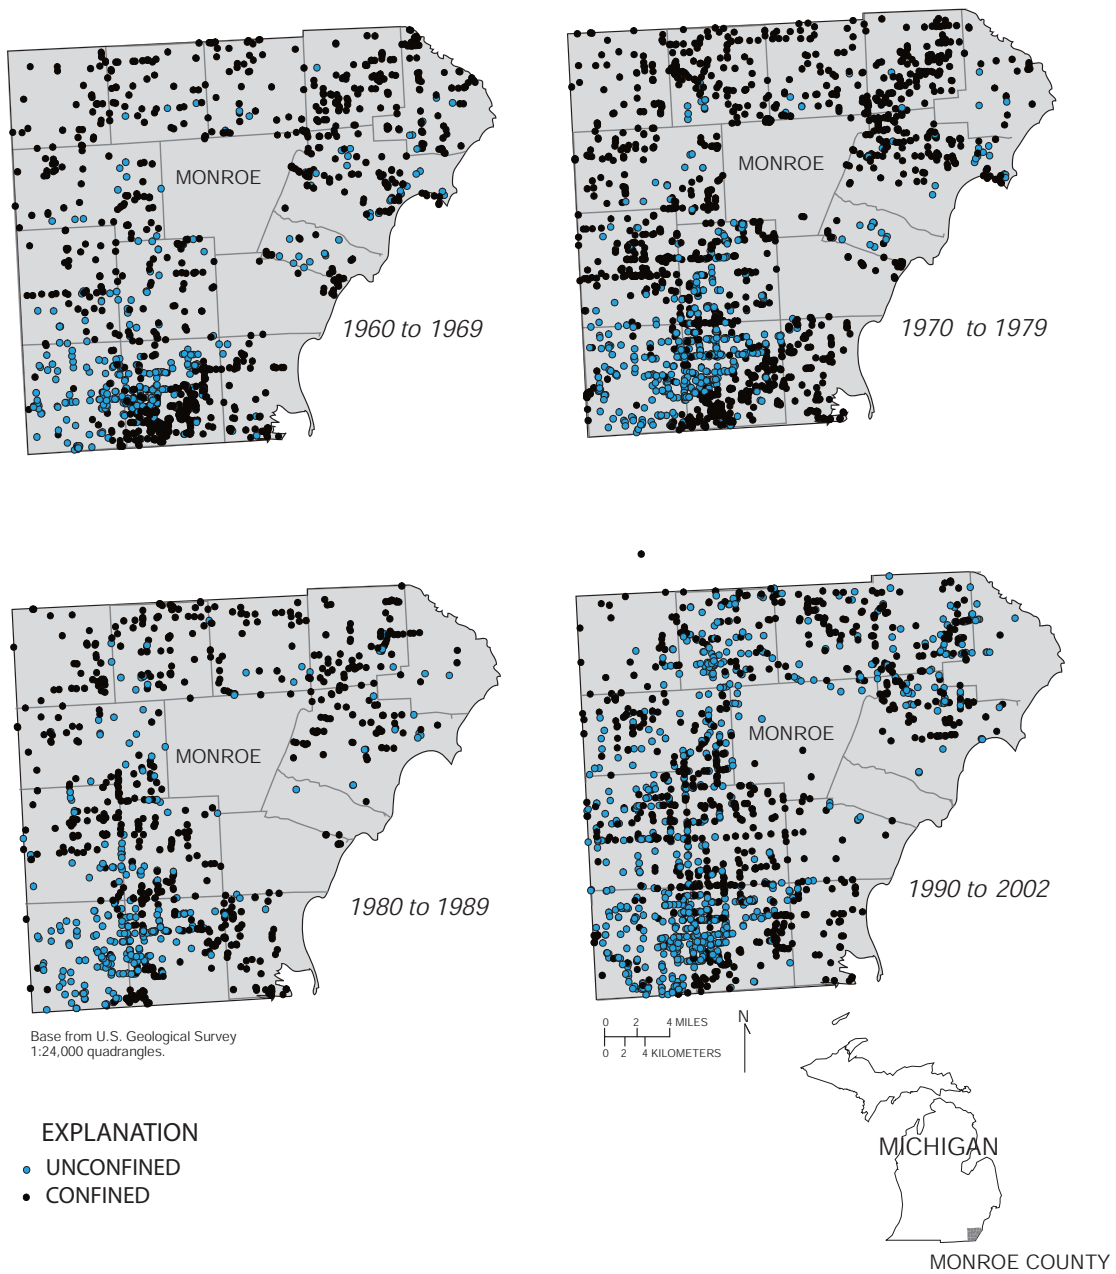 MONROE
1960 to 1969
MONROE
1970 to 1979
MONROE
1980 to 1989
MONROE
1990 to 2002
Base from U.S. Geological Survey
1:24,000 quadrangles.
0 2 4 MILES
0 2 4 KILOMETERS
N
EXPLANATION
UNCONFINED
CONFINED
MICHIGAN
MONROE COUNTY